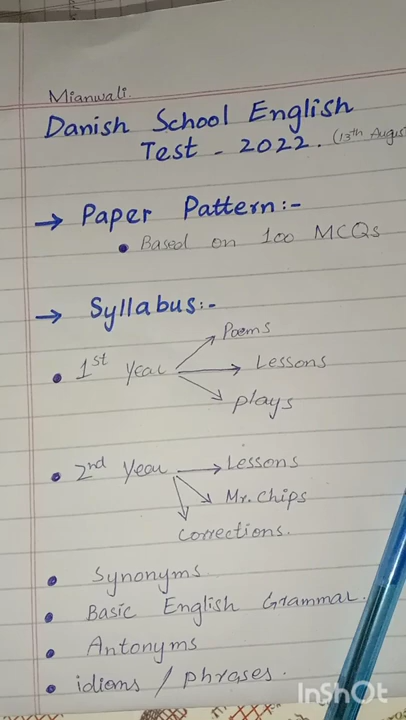 Mianwali.
Danish School English
Test - 2022. (13th August
→ Paper Pattern:-
• Based on 100 MCQs
→ Syllabus:-
Poems
• 1st Year → Lessons
Plays
• 2nd Year → Lessons
Mr. Chips
Corrections.
• Synonyms
• Basic English Grammar.
• Antonyms
• idioms / phrases.
InShOt